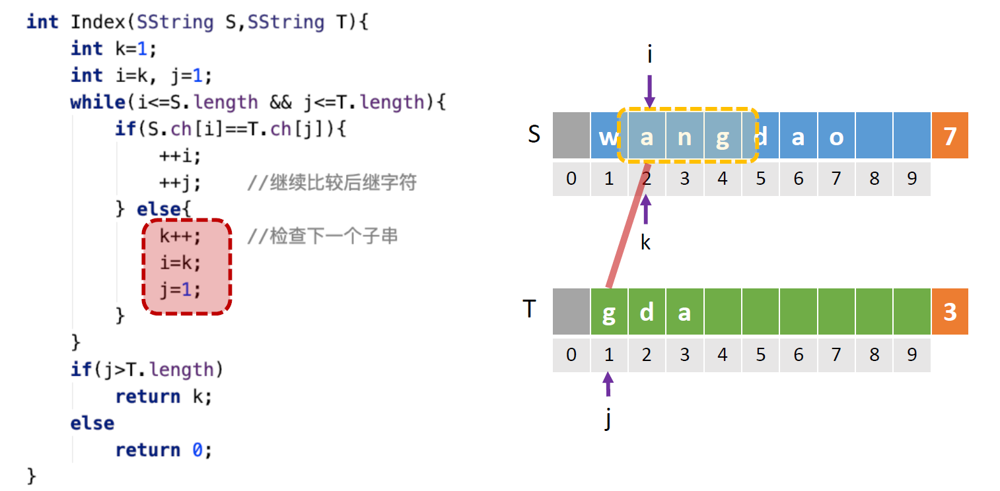 int Index(SString S,SString T){
int k=1;
int i=k, j=1;
while(i<=S.length && j<=T.length){
if(S.ch[i]==T.ch[j]){
++i;
++j; //继续比较后继字符
} else{
k++; //检查下一个子串
i=k;
j=1;
}
}
if(j>T.length)
return k;
else
return 0;
}
i
S w a n g d a o 7
0 1 2 3 4 5 6 7 8 9
k
T g d a 3
0 1 2 3 4 5 6 7 8 9
j